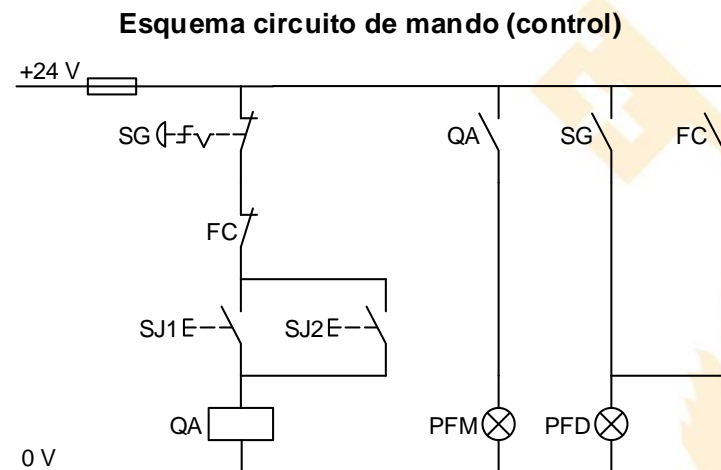 Esquema circuito de mando (control)
+24 V
SG
QA
SG
FC
FC
SJ1
SJ2
QA
PFM
PFD
0 V